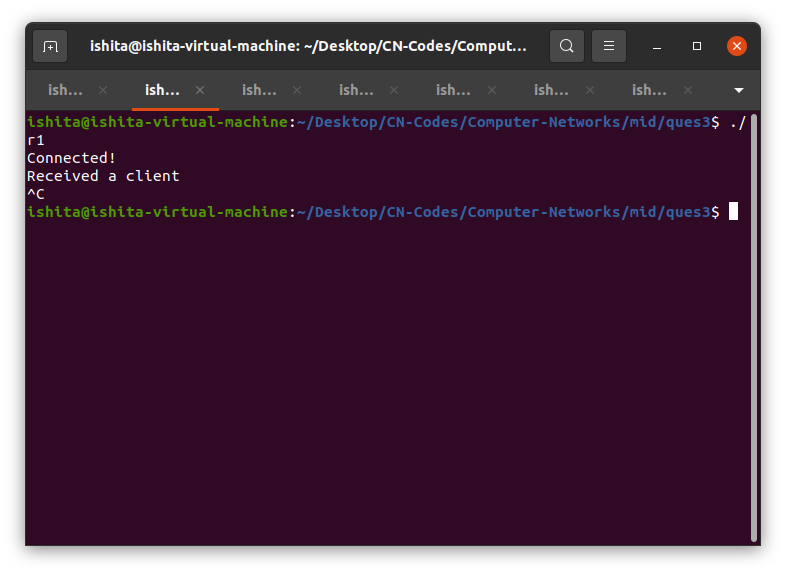 ishita@ishita-virtual-machine: ~/Desktop/CN-Codes/Comput...
ish... ish... ish... ish... ish... ish... ish...
ishita@ishita-virtual-machine:~/Desktop/CN-Codes/Computer-Networks/mid/ques3$ ./
r1
Connected!
Received a client
^C
ishita@ishita-virtual-machine:~/Desktop/CN-Codes/Computer-Networks/mid/ques3$